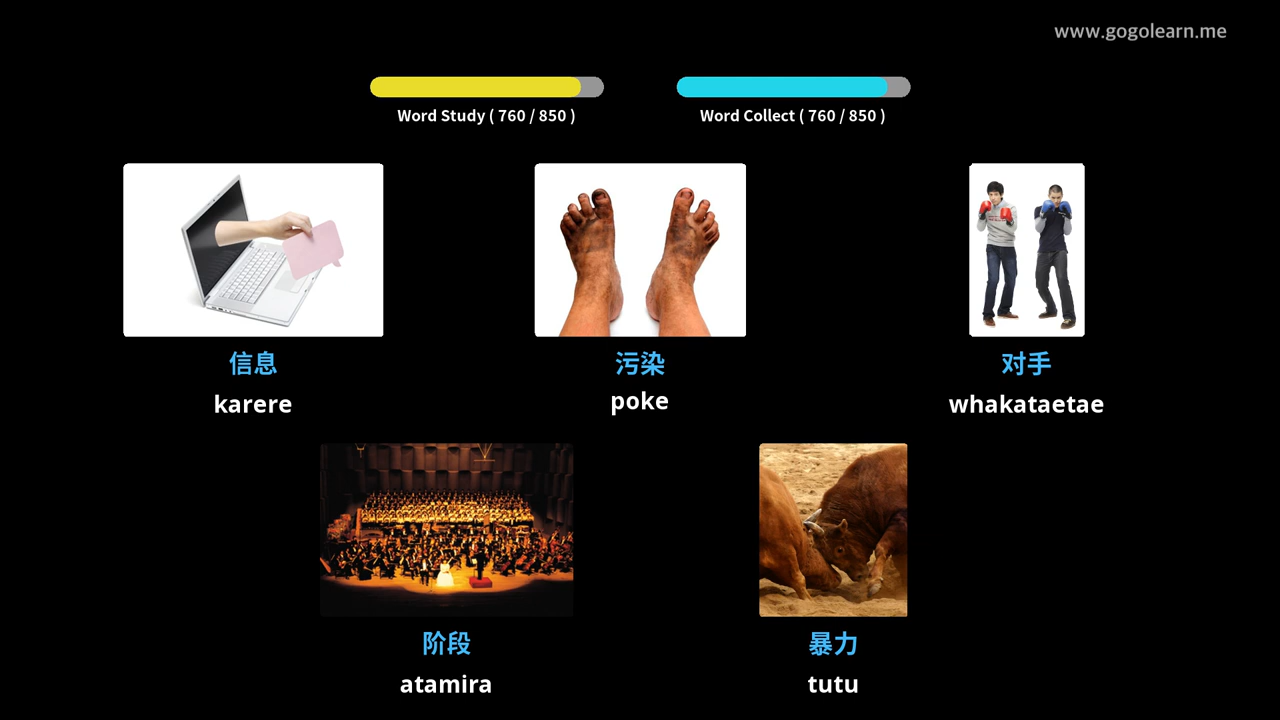 www.gogolearn.me
Word Study ( 760 / 850 )
Word Collect ( 760 / 850 )
信息
污染
对手
karere
poke
whakataetae
阶段
暴力
atamira
tutu